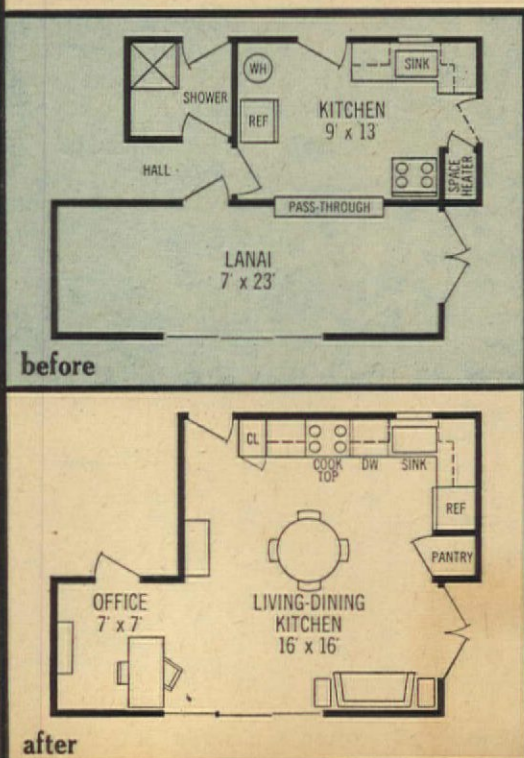 WH
SINK
SHOWER
REF
KITCHEN
9' x 13'
HALL
SPACE
HEATER
PASS-THROUGH
LANAI
7' x 23'
before
CL
COOK
TOP
DW
SINK
REF
PANTRY
OFFICE
7' x 7'
LIVING-DINING
KITCHEN
16' x 16'
after